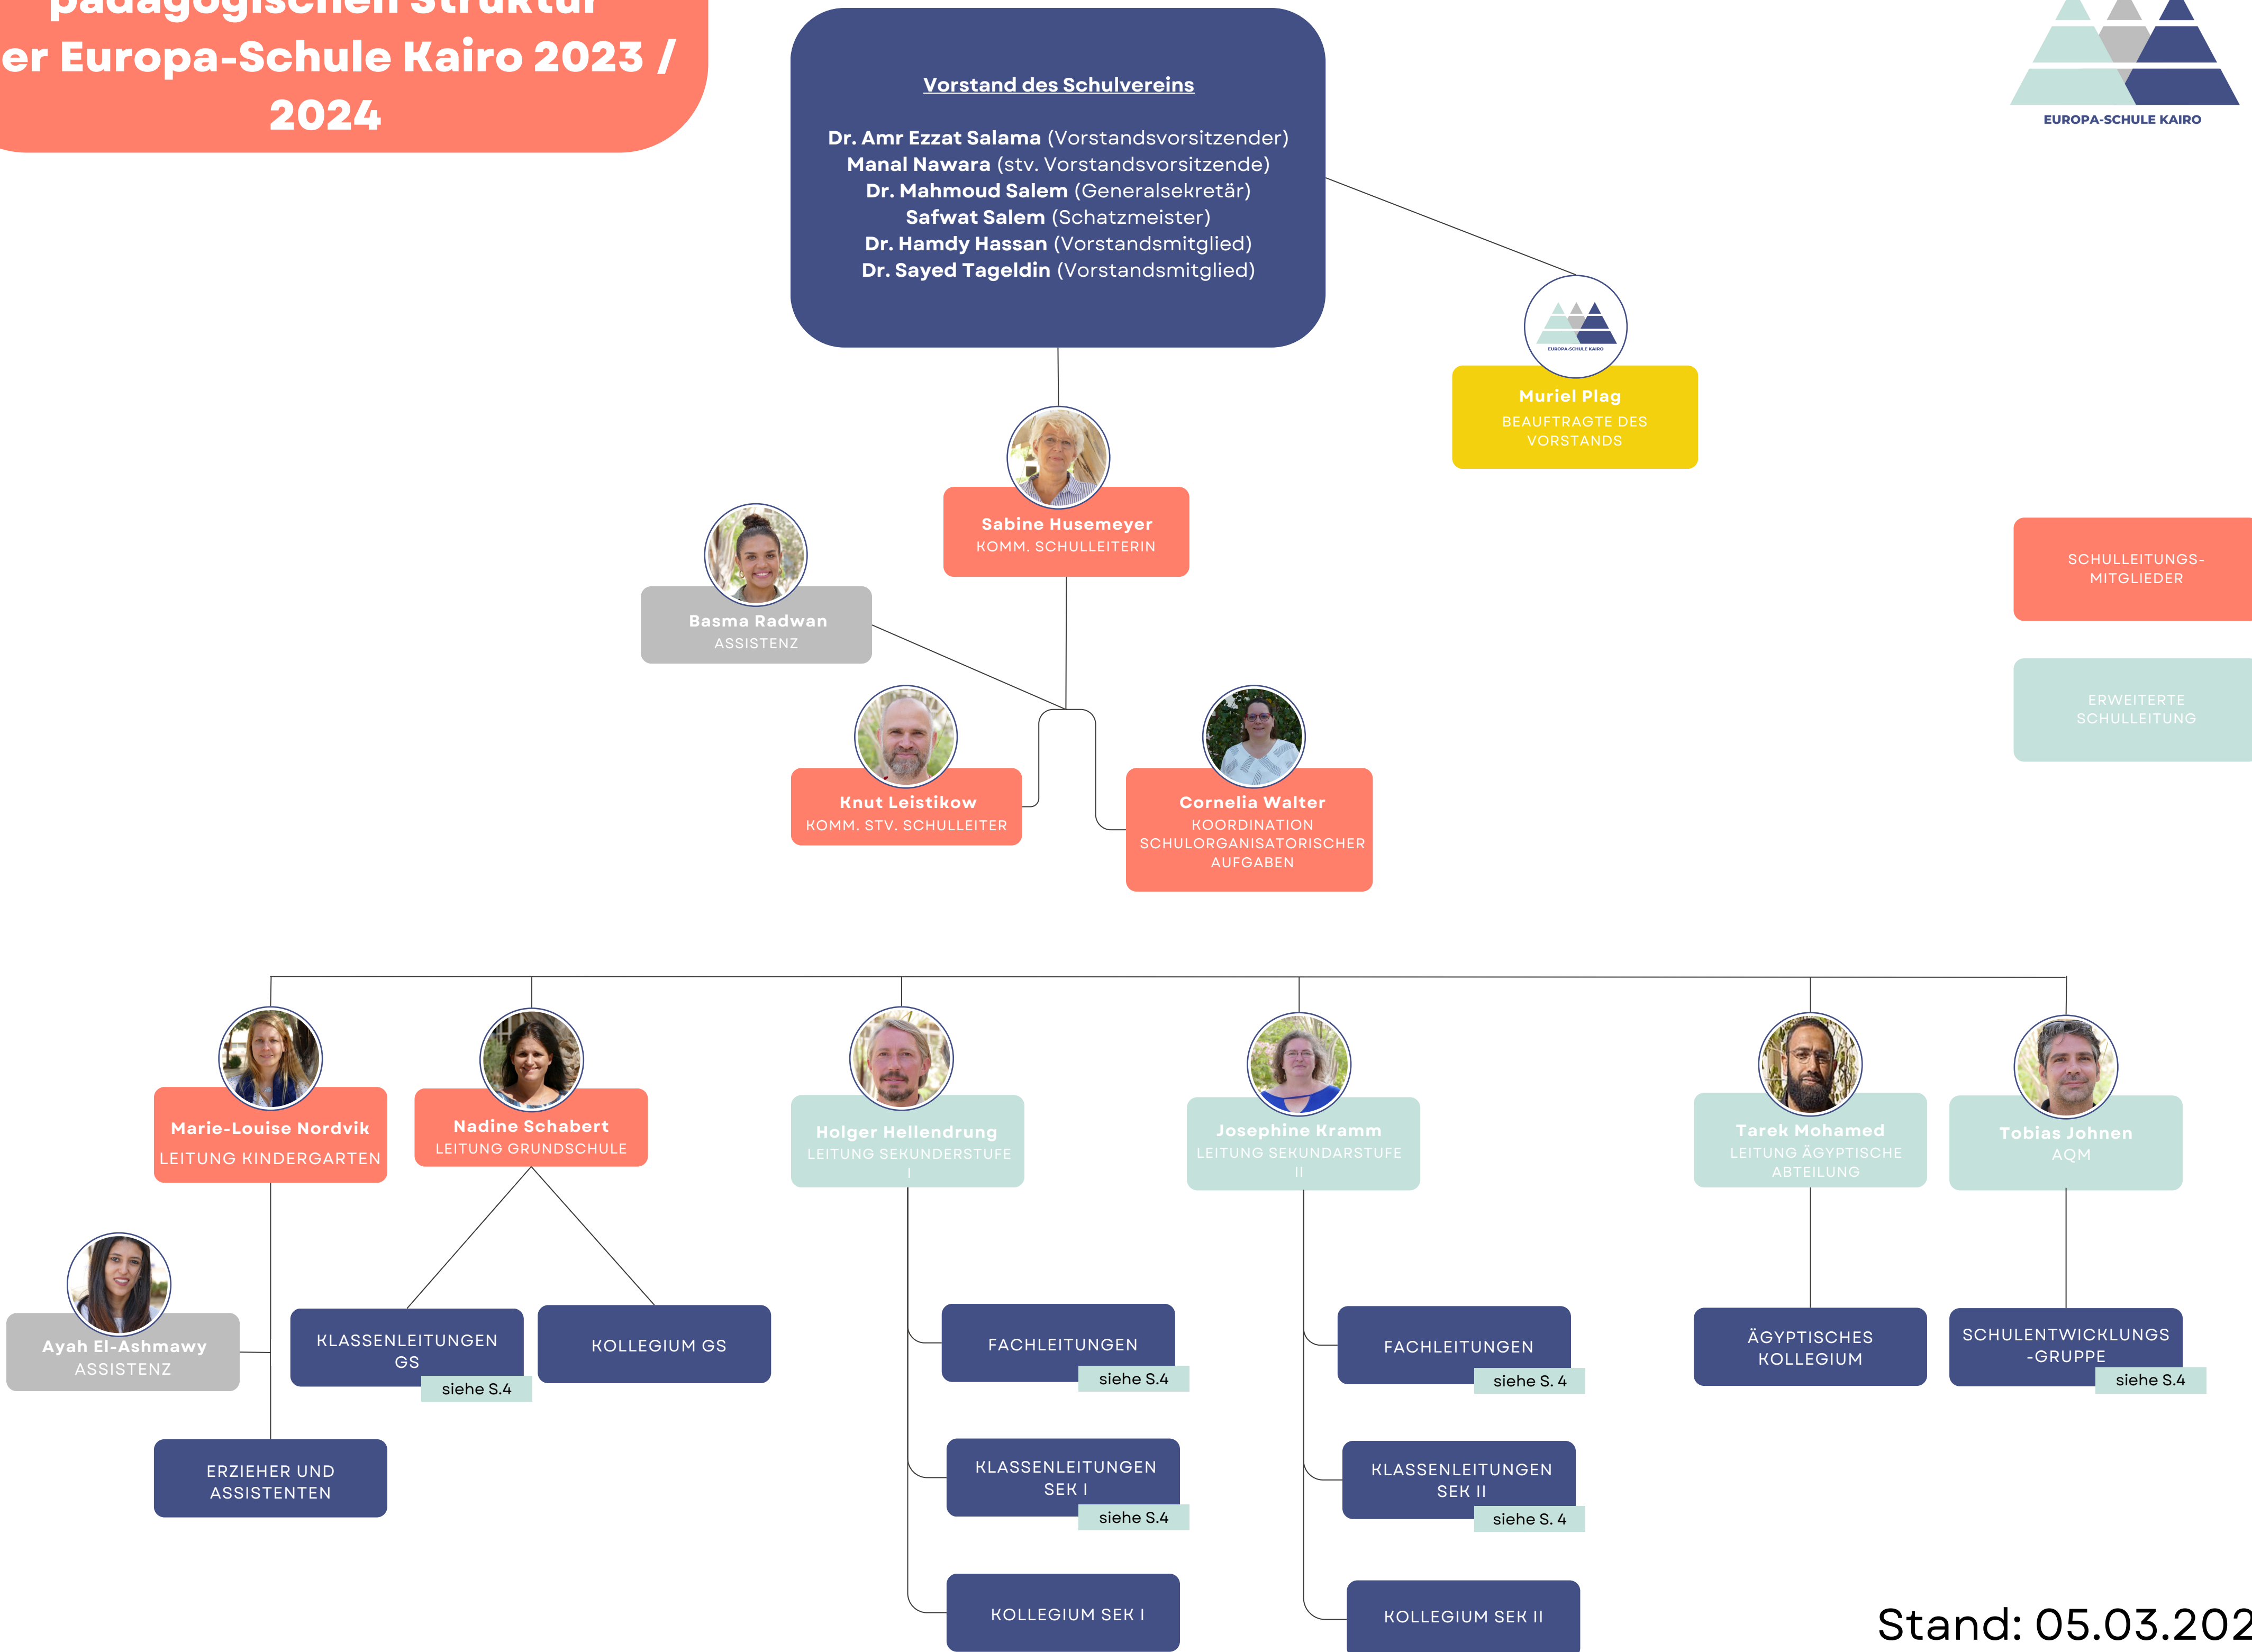 pädagogischen Struktur
er Europa-Schule Kairo 2023 /
2024
EUROPA-SCHULE KAIRO
Vorstand des Schulvereins
Dr. Amr Ezzat Salama (Vorstandsvorsitzender)
Manal Nawara (stv. Vorstandsvorsitzende)
Dr. Mahmoud Salem (Generalsekretär)
Safwat Salem (Schatzmeister)
Dr. Hamdy Hassan (Vorstandsmitglied)
Dr. Sayed Tageldin (Vorstandsmitglied)
EUROPA-SCHULE KAIRO
Muriel Plag
BEAUFTRAGTE DES
VORSTANDS
Sabine Husemeyer
KOMM. SCHULLEITERIN
SCHULLEITUNGS-
MITGLIEDER
Basma Radwan
ASSISTENZ
ERWEITERTE
SCHULLEITUNG
Knut Leistikow
KOMM. STV. SCHULLEITER
Cornelia Walter
KOORDINATION
SCHULORGANISATORISCHER
AUFGABEN
Marie-Louise Nordvik
LEITUNG KINDERGARTEN
Nadine Schabert
LEITUNG GRUNDSCHULE
Holger Hellendrung
LEITUNG SEKUNDERSTUFE
I
Josephine Kramm
LEITUNG SEKUNDARSTUFE
II
Tarek Mohamed
LEITUNG ÄGYPTISCHE
ABTEILUNG
Tobias Johnen
AQM
Ayah El-Ashmawy
ASSISTENZ
KLASSENLEITUNGEN
GS
siehe S.4
KOLLEGIUM GS
FACHLEITUNGEN
siehe S.4
FACHLEITUNGEN
siehe S. 4
ÄGYPTISCHES
KOLLEGIUM
SCHULENTWICKLUNGS
-GRUPPE
siehe S.4
ERZIEHER UND
ASSISTENTEN
KLASSENLEITUNGEN
SEK I
siehe S.4
KLASSENLEITUNGEN
SEK II
siehe S. 4
KOLLEGIUM SEK I
KOLLEGIUM SEK II
Stand: 05.03.202